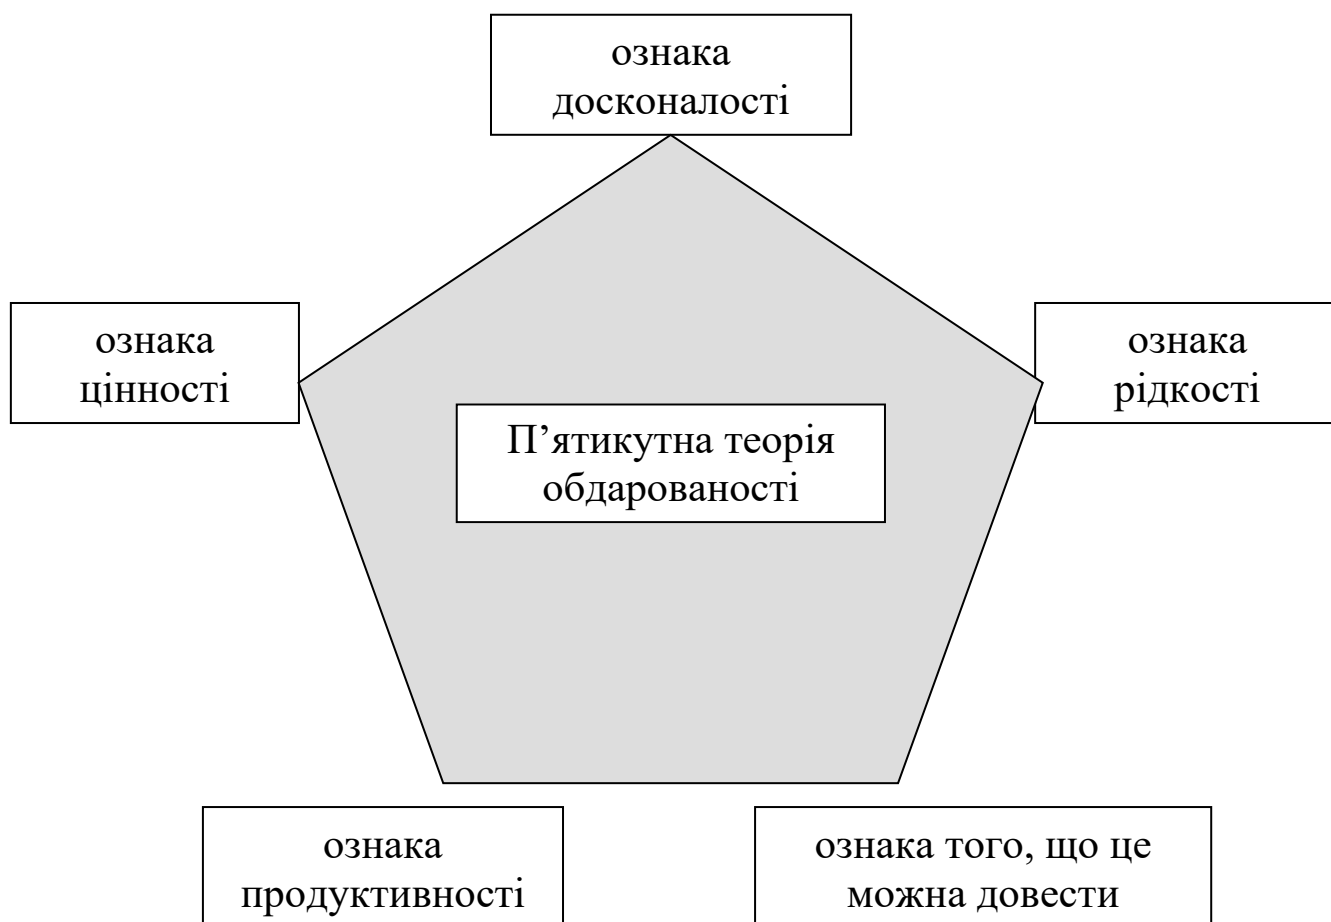 ознака
досконалості
ознака
цінності
ознака
рідкості
П’ятикутна теорія
обдарованості
ознака
продуктивності
ознака того, що це
можна довести